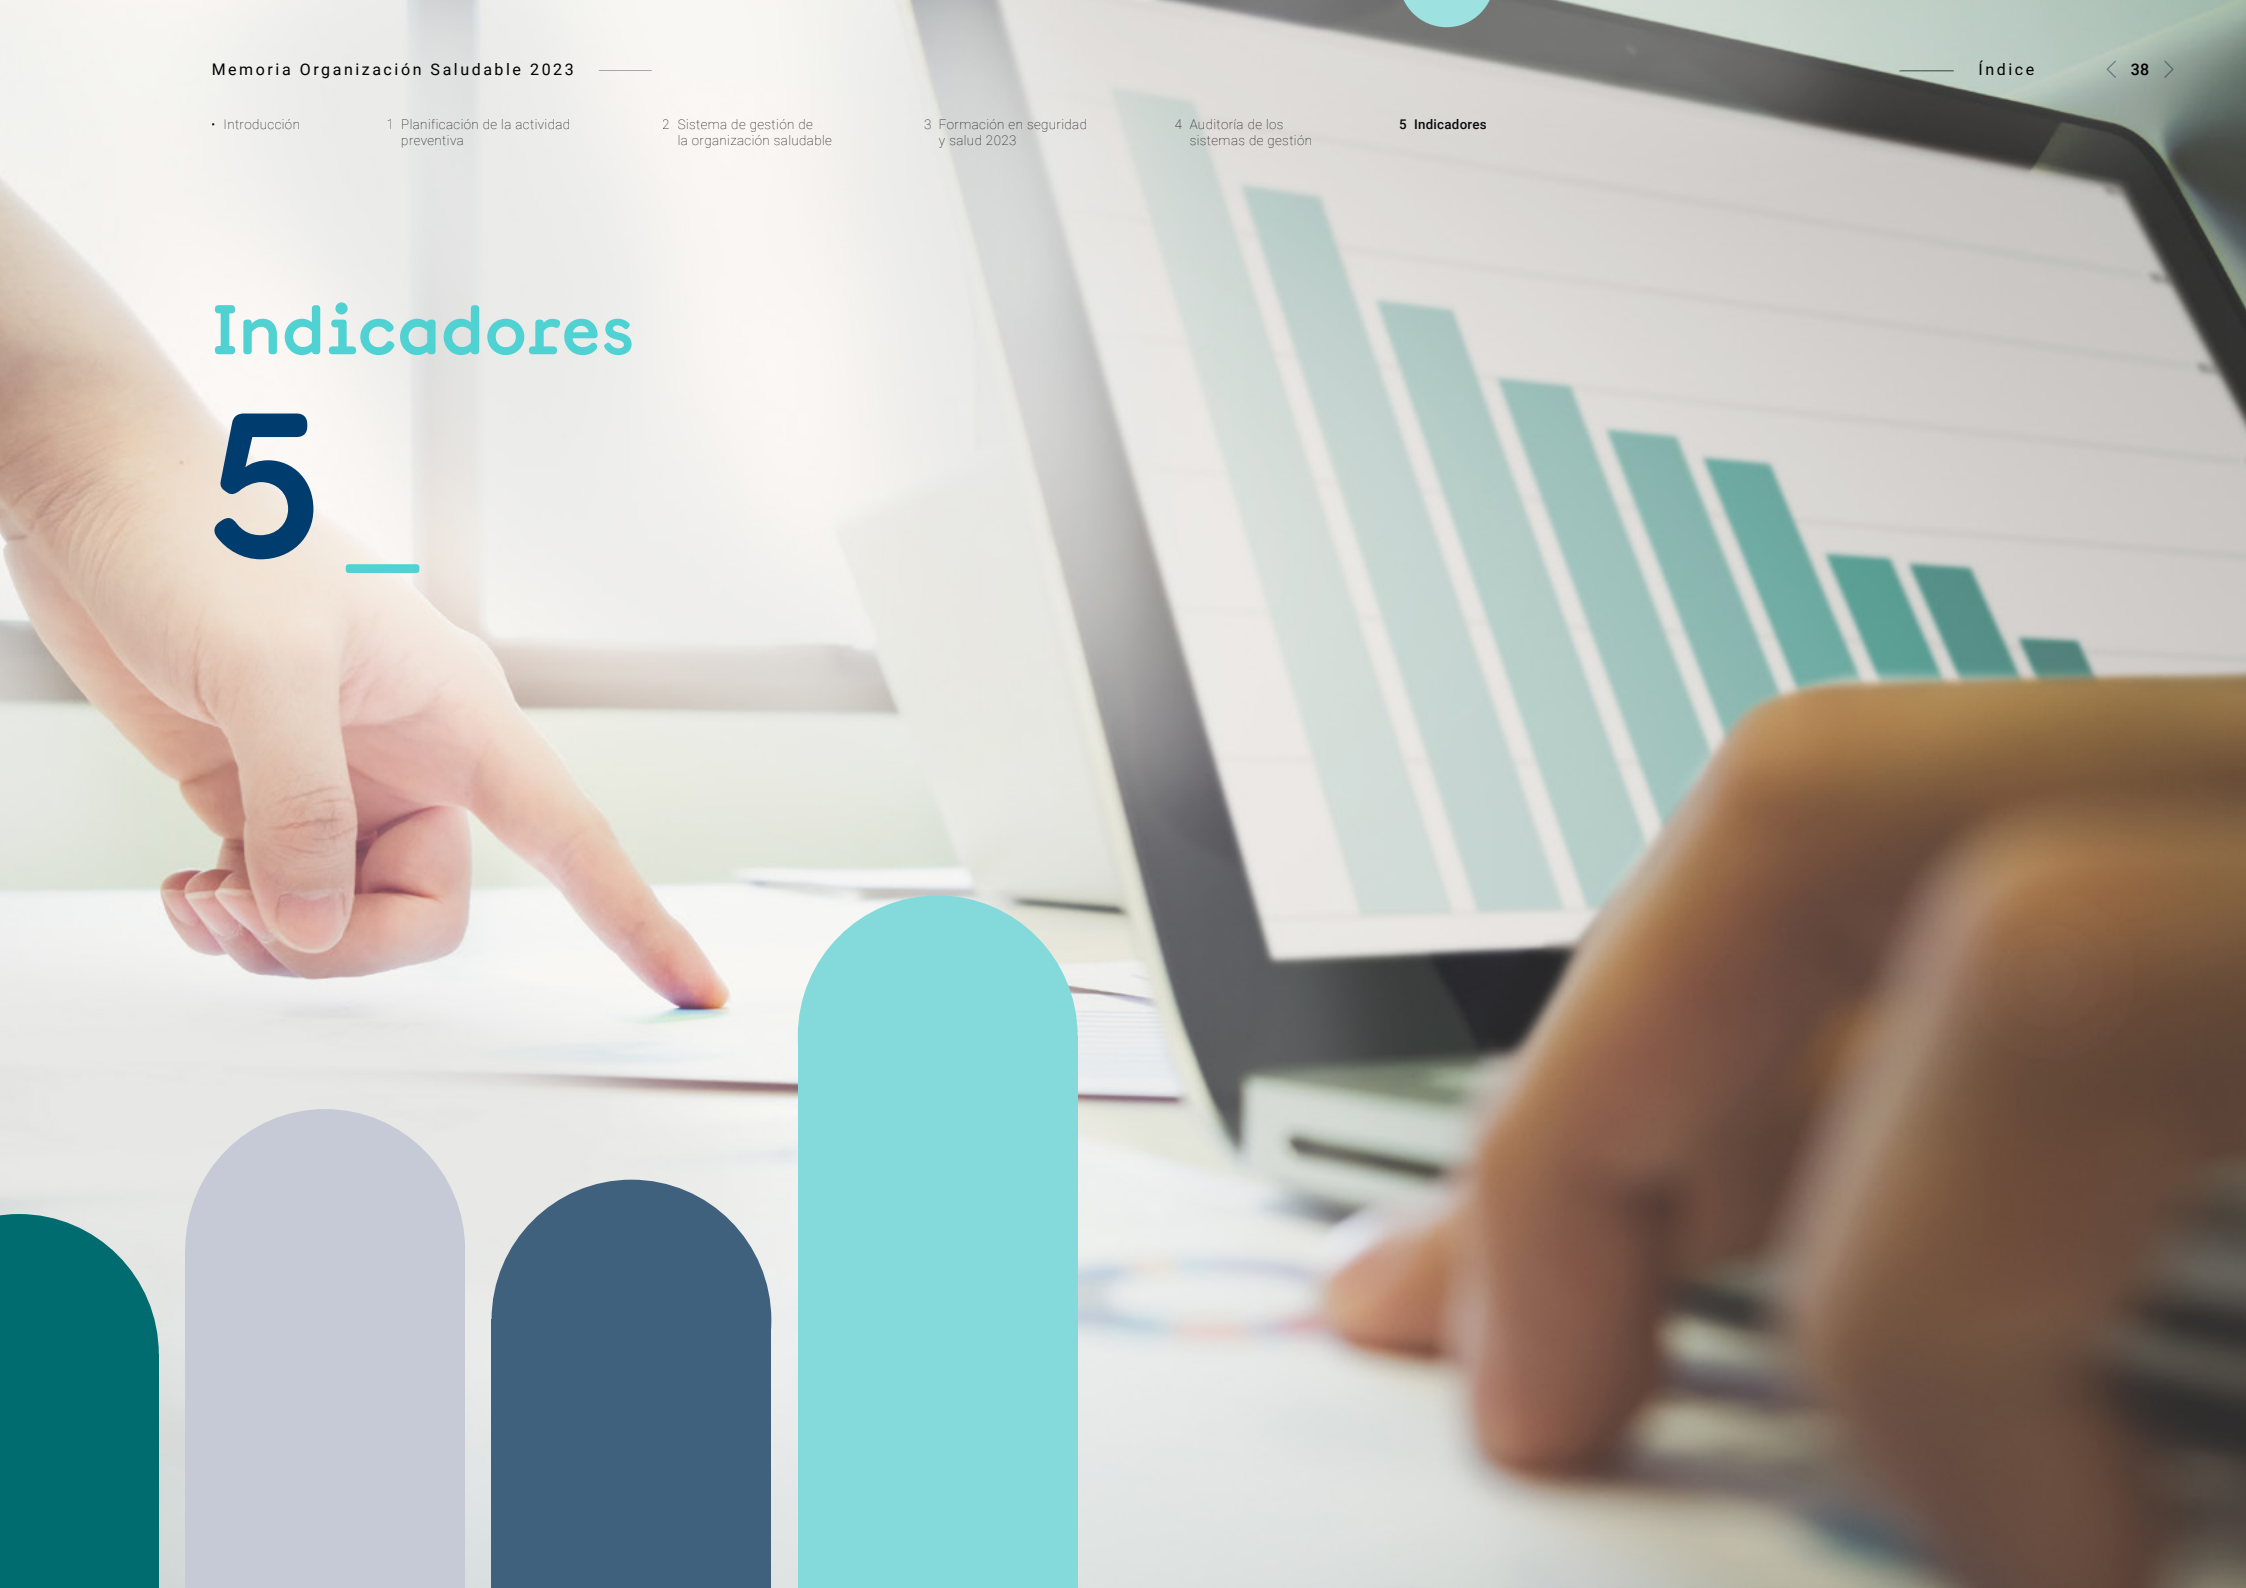 Memoria Organización Saludable 2023
Índice
38
• Introducción
1 Planificación de la actividad
preventiva
2 Sistema de gestión de
la organización saludable
3 Formación en seguridad
y salud 2023
4 Auditoría de los
sistemas de gestión
5 Indicadores
Indicadores
5